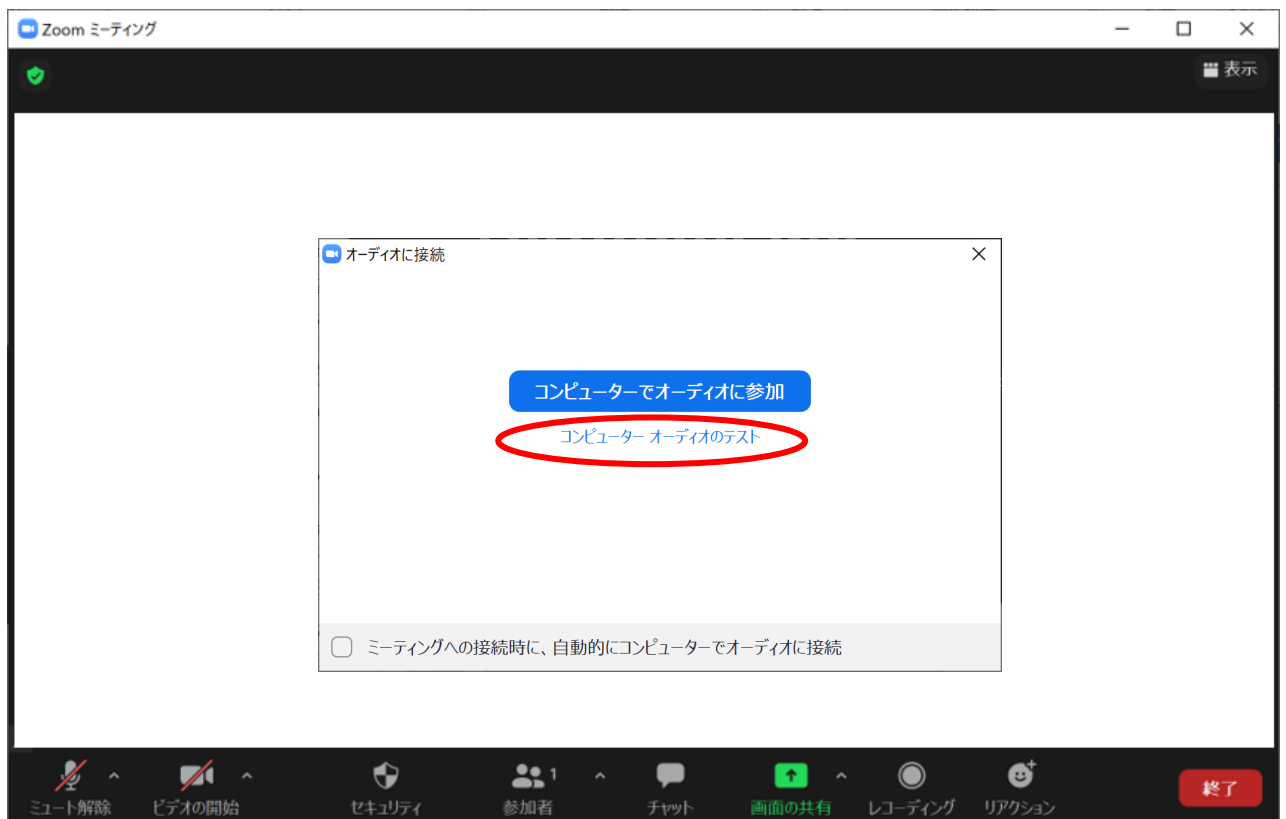 Zoom ミーティング
表示
オーディオに接続
コンピューターでオーディオに参加
コンピューター オーディオのテスト
ミーティングへの接続時に、自動的にコンピューターでオーディオに接続
1
ミュート解除 ビデオの開始 セキュリティ 参加者 チャット 画面の共有 レコーディング リアクション 終了